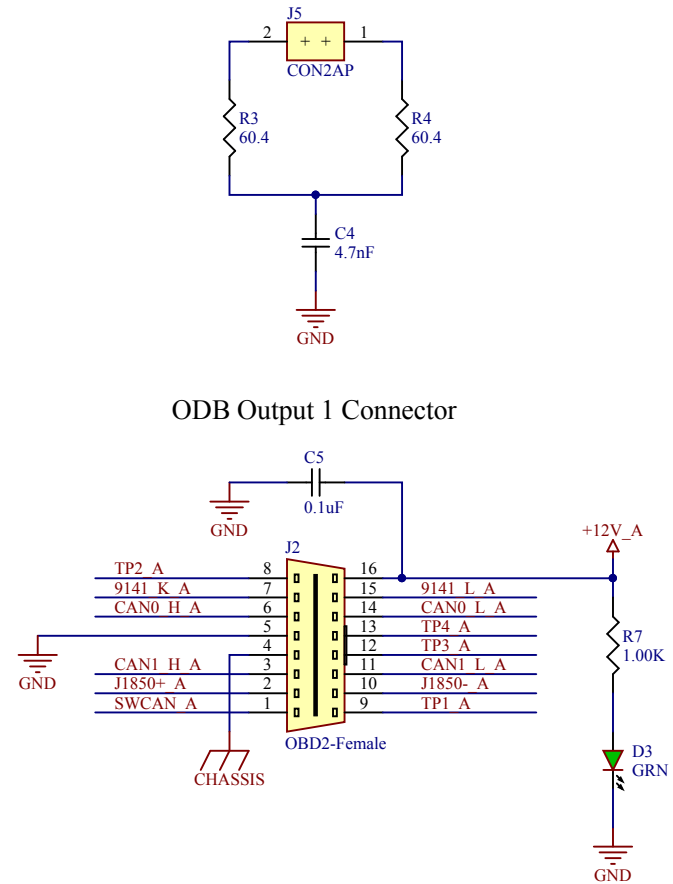 J5
2 + + 1
CON2AP
R3
60.4
R4
60.4
C4
4.7nF
GND
ODB Output 1 Connector
C5
0.1uF
GND
+12V_A
J2
TP2_A 8 16
9141_K_A 7 15 9141_L_A
CAN0_H_A 6 14 CAN0_L_A
5 13 TP4_A
4 12 TP3_A
CAN1_H_A 3 11 CAN1_L_A
J1850+_A 2 10 J1850-_A
SWCAN_A 1 9 TP1_A
OBD2-Female
GND
CHASSIS
R7
1.00K
D3
GRN
GND